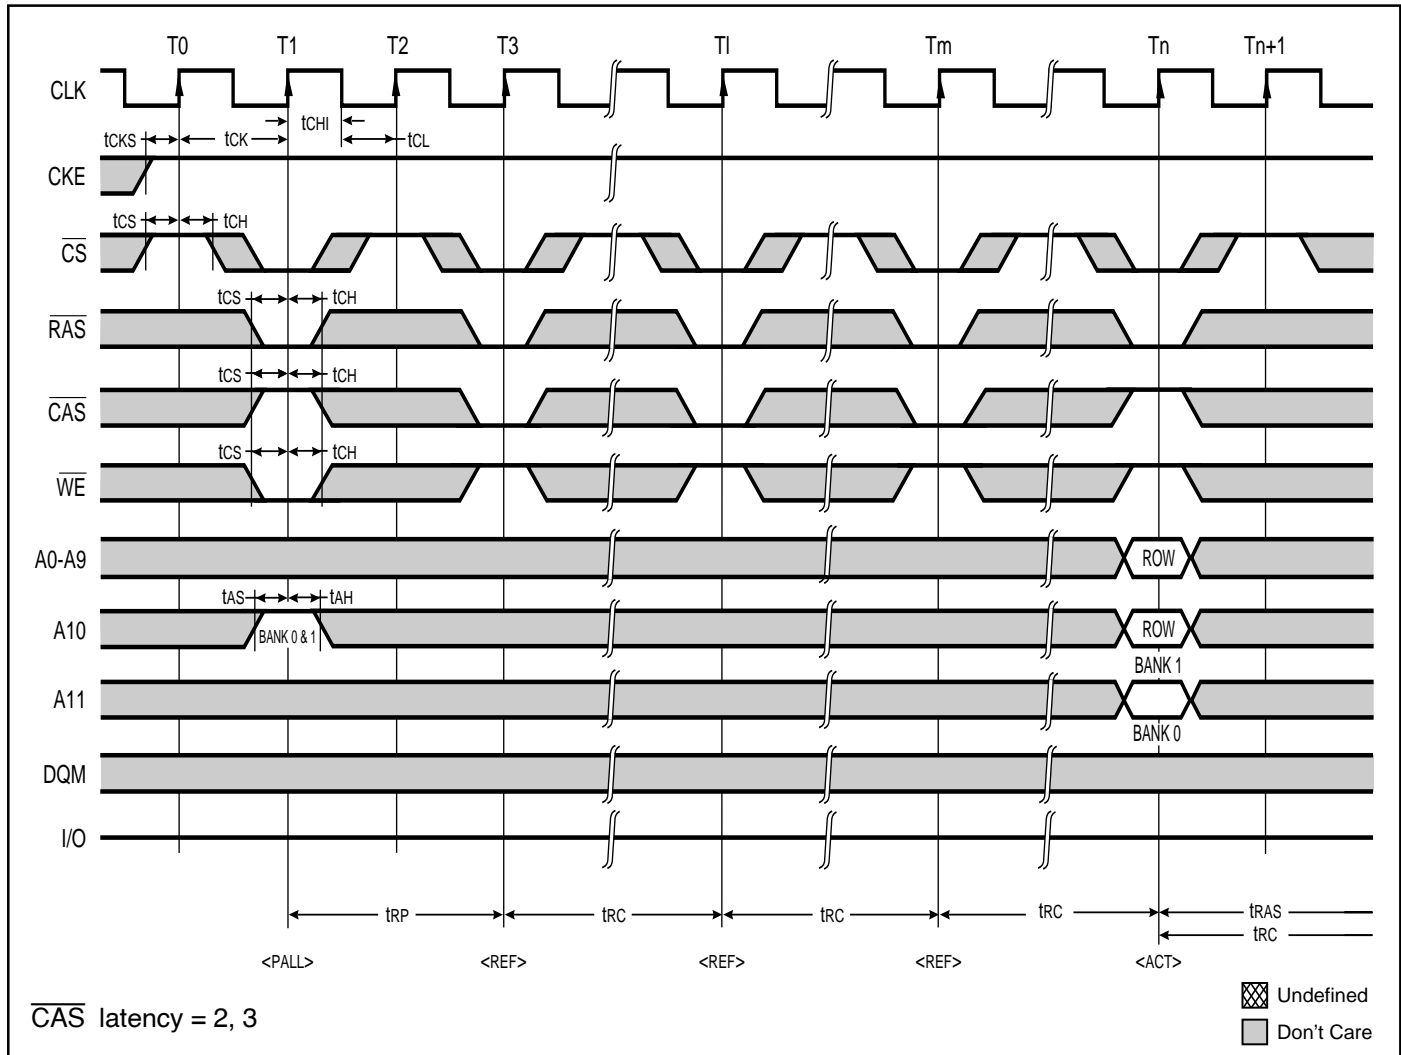 T0 T1 T2 T3 Tl Tm Tn Tn+1
CLK
tCHI
tCKS tCK tCL
CKE
tCS tCH
CS
tCS tCH
RAS
tCS tCH
CAS
tCS tCH
WE
A0-A9 ROW
tAS tAH
A10 BANK 0 & 1 ROW
BANK 1
A11
BANK 0
DQM
I/O
tRP tRC tRC tRC tRAS
tRC
<PALL> <REF> <REF> <REF> <ACT>
Undefined
CAS latency = 2, 3
Don't Care